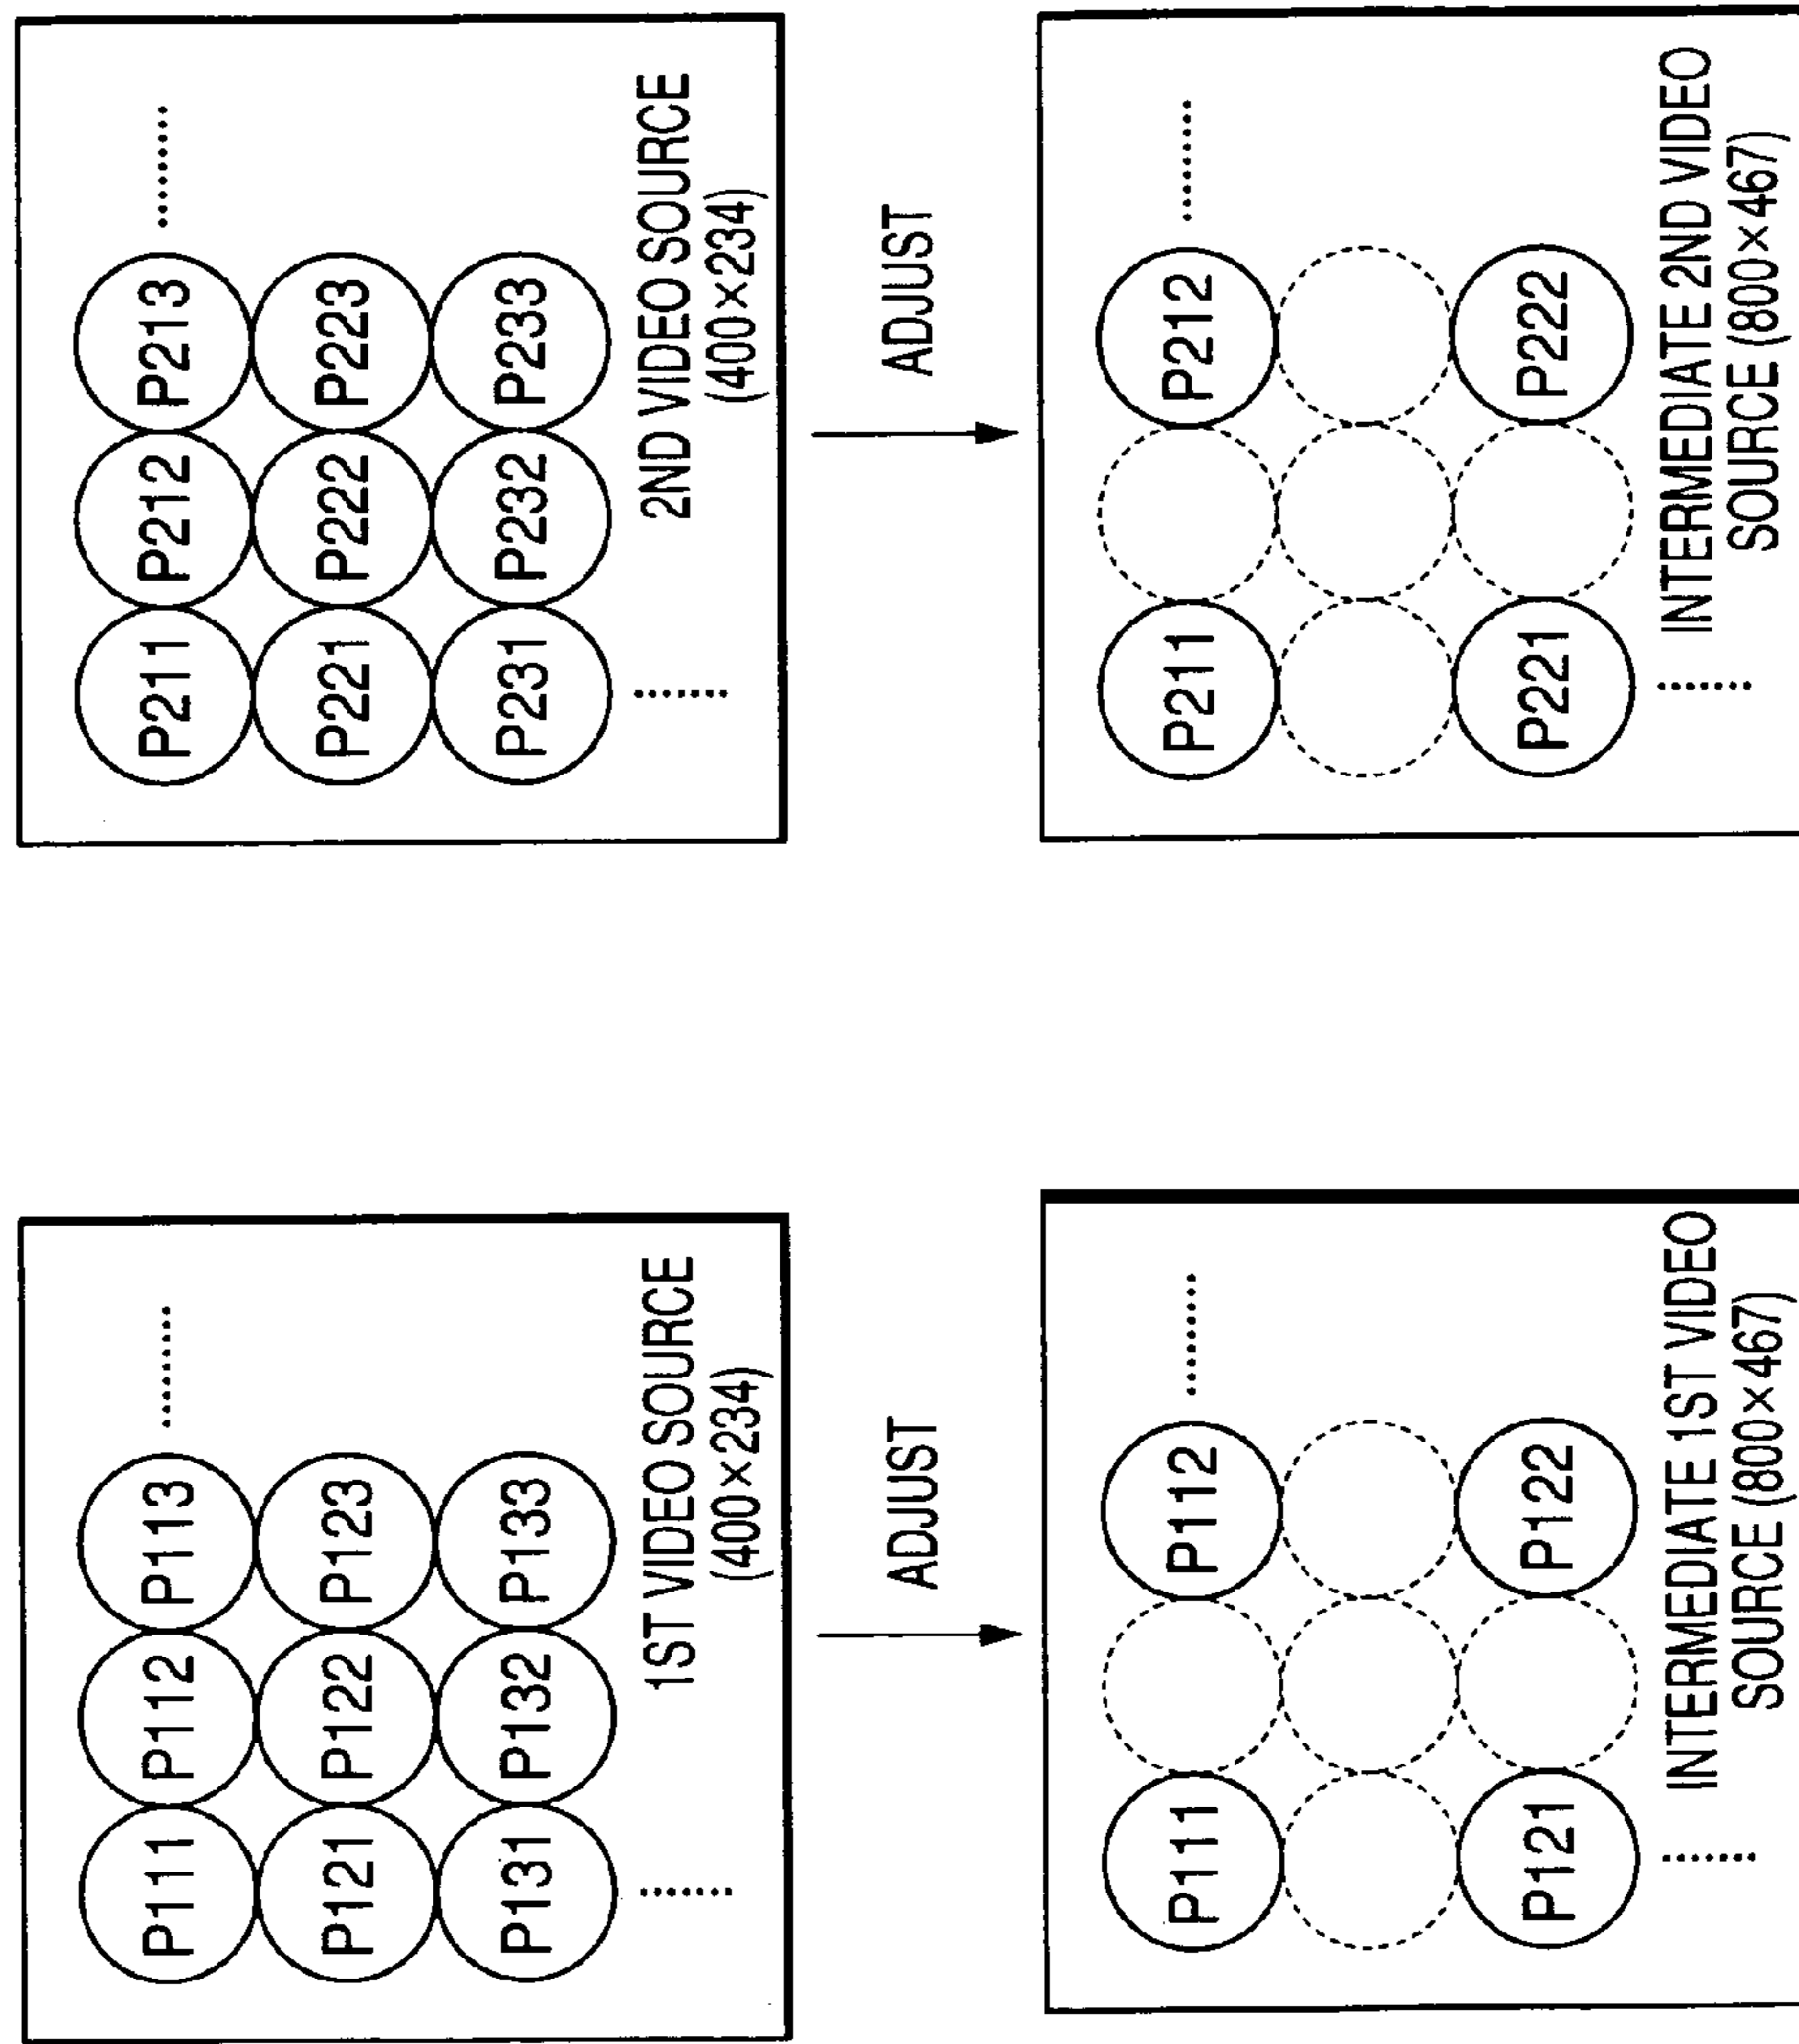 P111 P112 P113 ........
P121 P122 P123
P131 P132 P133
.......
1ST VIDEO SOURCE
(400×234)
ADJUST
P111 P112 ........
P121 P122
.......
INTERMEDIATE 1ST VIDEO
SOURCE (800×467)
P211 P212 P213 ........
P221 P222 P223
P231 P232 P233
.......
2ND VIDEO SOURCE
(400×234)
ADJUST
P211 P212 ........
P221 P222
.......
INTERMEDIATE 2ND VIDEO
SOURCE (800×467)